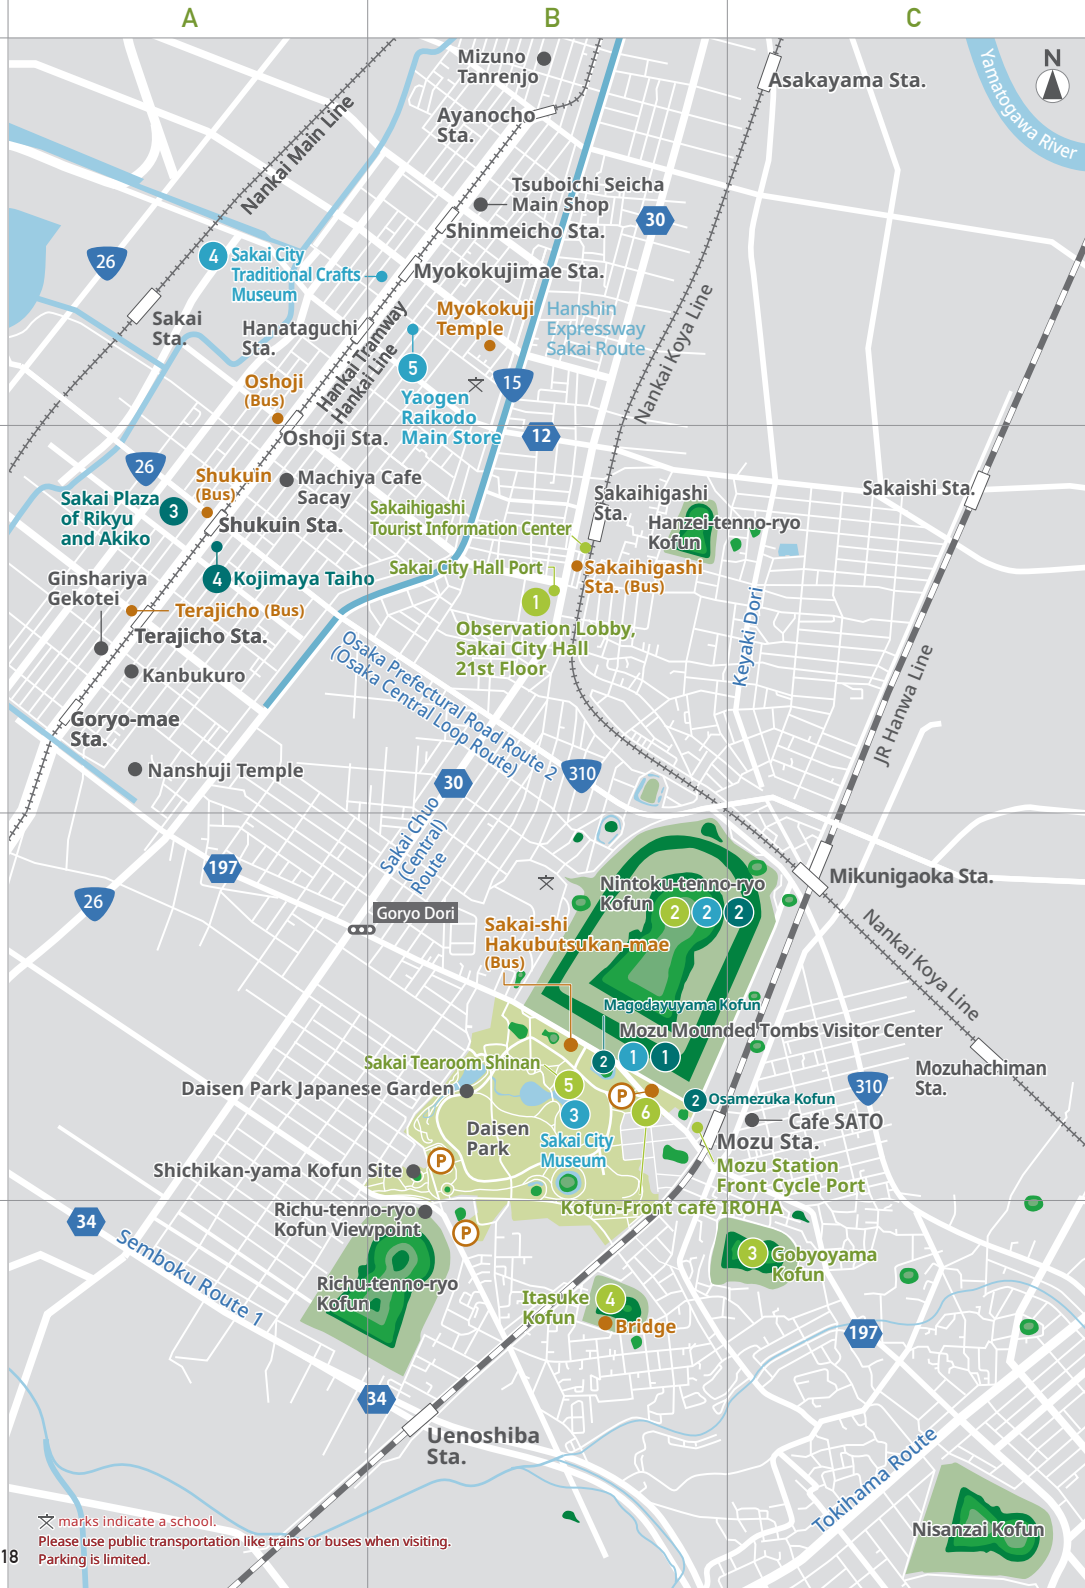 A
B
C
Mizuno
Tanrenjo
Asakayama Sta.
N
Yamatogawa River
Ayanocho
Sta.
Nankai Main Line
Tsuboichi Seicha
Main Shop
30
Shinmeicho Sta.
26
4
Sakai City
Traditional Crafts
Museum
Myokokujimae Sta.
Sakai
Sta.
Hanataguchi
Sta.
Hankai Tramway
Hankai Line
Myokokuji
Temple
Hanshin
Expressway
Sakai Route
Nankai Koya Line
5
15
Oshoji
(Bus)
Yaogen
Raikodo
Main Store
Oshoji Sta.
12
26
Shukuin
(Bus)
Machiya Cafe
Sacay
Sakaihigashi
Sta.
Sakaishi Sta.
Sakai Plaza
of Rikyu
and Akiko
3
Shukuin Sta.
Sakaihigashi
Tourist Information Center
Hanzei-tenno-ryo
Kofun
Sakai City Hall Port
Sakaihigashi
Sta. (Bus)
4
Kojimaya Taiho
Ginshariya
Gekotei
Terajicho (Bus)
1
Observation Lobby,
Sakai City Hall
21st Floor
Keyaki Dori
Terajicho Sta.
Kanbukuro
Osaka Prefectural Road Route 2
(Osaka Central Loop Route)
JR Hanwa Line
Goryo-mae
Sta.
Nanshuji Temple
30
310
Sakai Chuo
(Central)
Route
197
26
Mikunigaoka Sta.
Nintoku-tenno-ryo
Kofun
2
2
2
Goryo Dori
Sakai-shi
Hakubutsukan-mae
(Bus)
Nankai Koya Line
Magodayuyama Kofun
Mozu Mounded Tombs Visitor Center
2
1
1
Sakai Tearoom Shinan
Mozuhachiman
Sta.
Daisen Park Japanese Garden
5
P
310
2
Osamezuka Kofun
3
6
Cafe SATO
Daisen
Park
Sakai City
Museum
Mozu Sta.
P
Shichikan-yama Kofun Site
Mozu Station
Front Cycle Port
Kofun-Front café IROHA
Richu-tenno-ryo
Kofun Viewpoint
34
P
Semboku Route 1
3
Gobyoyama
Kofun
Richu-tenno-ryo
Kofun
Itasuke
Kofun
4
Bridge
197
34
Uenoshiba
Sta.
Tokihama Route
Nisanzai Kofun
marks indicate a school.
Please use public transportation like trains or buses when visiting.
Parking is limited.
18